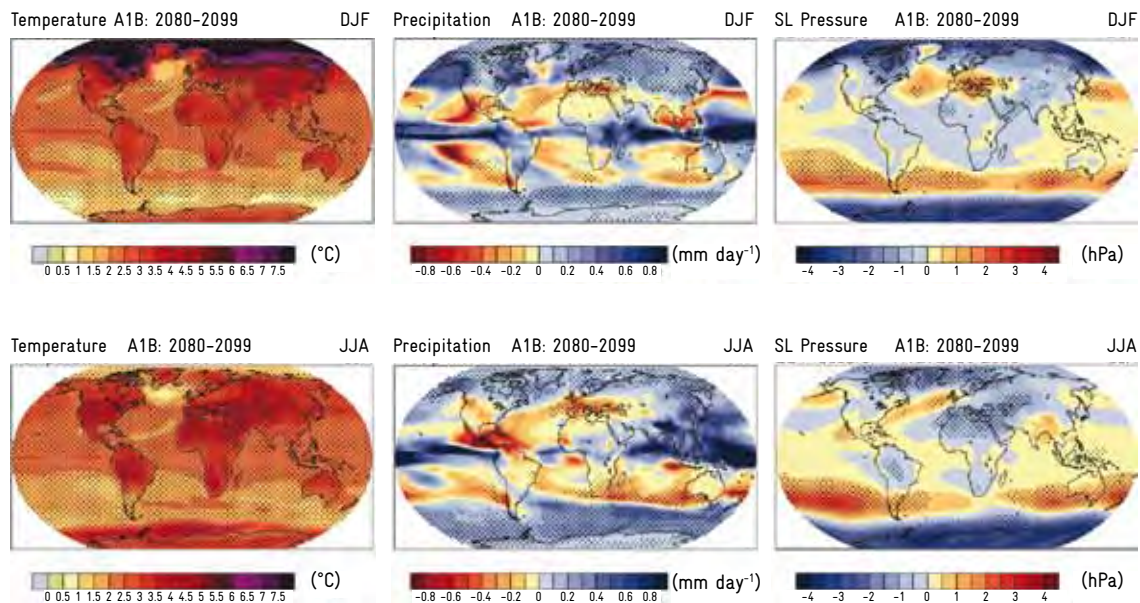 Temperature A1B: 2080-2099 DJF
Precipitation A1B: 2080-2099 DJF
SL Pressure A1B: 2080-2099 DJF
0 0.5 1 1.5 2 2.5 3 3.5 4 4.5 5 5.5 6 6.5 7 7.5 (°C)
-0.8 -0.6 -0.4 -0.2 0 0.2 0.4 0.6 0.8 (mm day⁻¹)
-4 -3 -2 -1 0 1 2 3 4 (hPa)
Temperature A1B: 2080-2099 JJA
Precipitation A1B: 2080-2099 JJA
SL Pressure A1B: 2080-2099 JJA
0 0.5 1 1.5 2 2.5 3 3.5 4 4.5 5 5.5 6 6.5 7 7.5 (°C)
-0.8 -0.6 -0.4 -0.2 0 0.2 0.4 0.6 0.8 (mm day⁻¹)
-4 -3 -2 -1 0 1 2 3 4 (hPa)